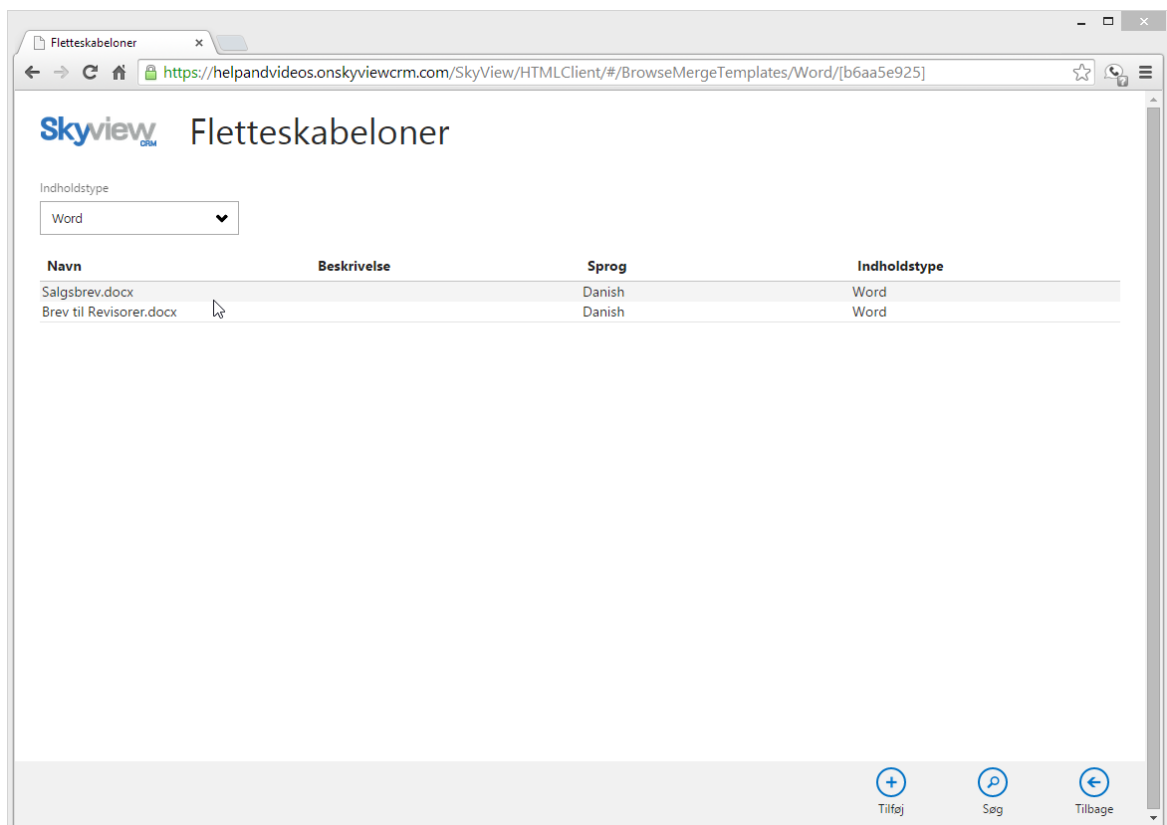 Fletteskabeloner
https://helpandvideos.onskyviewcrm.com/SkyView/HTMLClient/#/BrowseMergeTemplates/Word/[b6aa5e925]
Skyview CRM Fletteskabeloner
Indholdstype
Word
Navn Beskrivelse Sprog Indholdstype
Salgsbrev.docx Danish Word
Brev til Revisorer.docx Danish Word
Tilføj Søg Tilbage